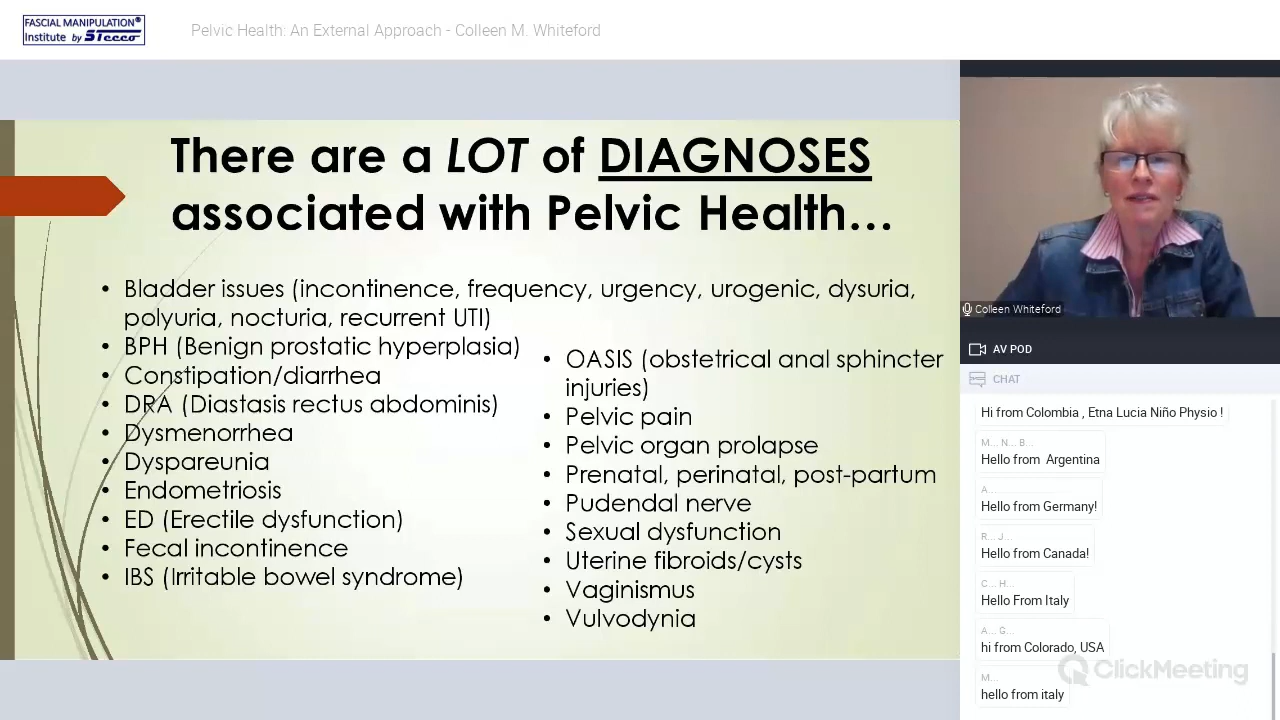 FASCIAL MANIPULATION®
Institute by Stecco
Pelvic Health: An External Approach - Colleen M. Whiteford
There are a LOT of DIAGNOSES
associated with Pelvic Health…
• Bladder issues (incontinence, frequency, urgency, urogenic, dysuria,
polyuria, nocturia, recurrent UTI)
• BPH (Benign prostatic hyperplasia)
• Constipation/diarrhea
• DRA (Diastasis rectus abdominis)
• Dysmenorrhea
• Dyspareunia
• Endometriosis
• ED (Erectile dysfunction)
• Fecal incontinence
• IBS (Irritable bowel syndrome)
• OASIS (obstetrical anal sphincter
injuries)
• Pelvic pain
• Pelvic organ prolapse
• Prenatal, perinatal, post-partum
• Pudendal nerve
• Sexual dysfunction
• Uterine fibroids/cysts
• Vaginismus
• Vulvodynia
Colleen Whiteford
AV POD
CHAT
Hi from Colombia , Etna Lucia Niño Physio !
M... N... B...
Hello from Argentina
A...
Hello from Germany!
R... J...
Hello from Canada!
C... H...
Hello From Italy
A... G...
hi from Colorado, USA
M...
hello from italy
ClickMeeting